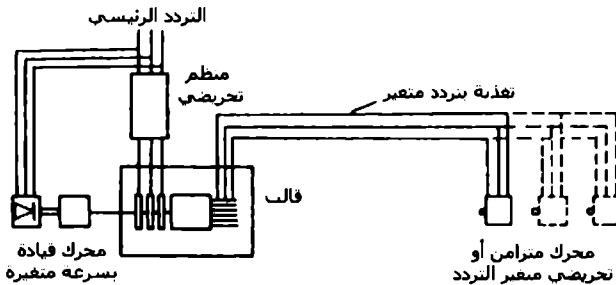 التردد الرئيسي
منظم
تحريضي
تغذية بتردد متغير
قالب
محرك قيادة
بسرعة متغيرة
محرك متزامن أو
تحريضي متغير التردد